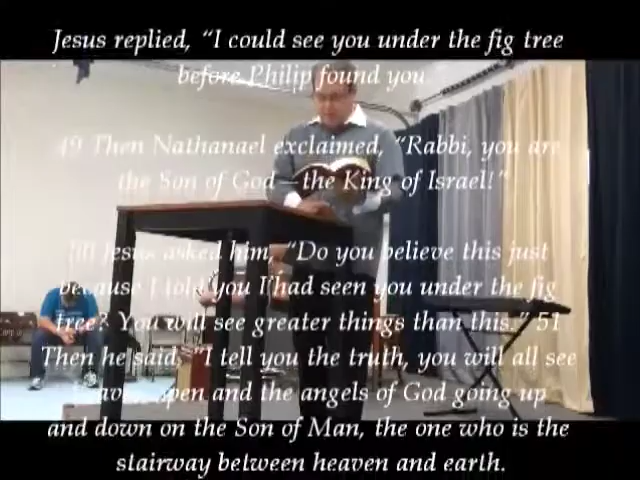 Jesus replied, “I could see you under the fig tree
before Philip found you
49 Then Nathanael exclaimed, “Rabbi, you are
the Son of God—the King of Israel!”
50 Jesus asked him, “Do you believe this just
because I told you I had seen you under the fig
tree? You will see greater things than this.” 51
Then he said, “I tell you the truth, you will all see
heaven open and the angels of God going up
and down on the Son of Man, the one who is the
stairway between heaven and earth.